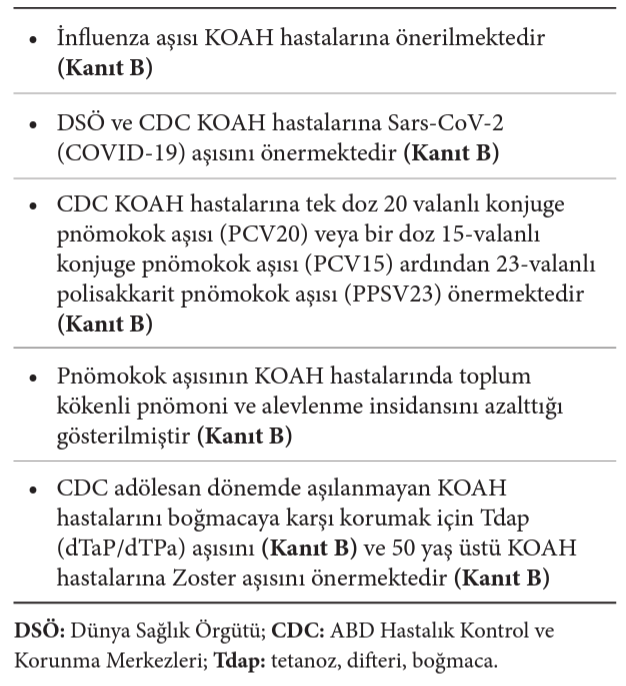 • İnfluenza aşısı KOAH hastalarına önerilmektedir
(Kanıt B)
• DSÖ ve CDC KOAH hastalarına Sars-CoV-2
(COVID-19) aşısını önermektedir (Kanıt B)
• CDC KOAH hastalarına tek doz 20 valanlı konjuge
pnömokok aşısı (PCV20) veya bir doz 15-valanlı
konjuge pnömokok aşısı (PCV15) ardından 23-valanlı
polisakkarit pnömokok aşısı (PPSV23) önermektedir
(Kanıt B)
• Pnömokok aşısının KOAH hastalarında toplum
kökenli pnömoni ve alevlenme insidansını azalttığı
gösterilmiştir (Kanıt B)
• CDC adölesan dönemde aşılanmayan KOAH
hastalarını boğmacaya karşı korumak için Tdap
(dTaP/dTPa) aşısını (Kanıt B) ve 50 yaş üstü KOAH
hastalarına Zoster aşısını önermektedir (Kanıt B)
DSÖ: Dünya Sağlık Örgütü; CDC: ABD Hastalık Kontrol ve
Korunma Merkezleri; Tdap: tetanoz, difteri, boğmaca.